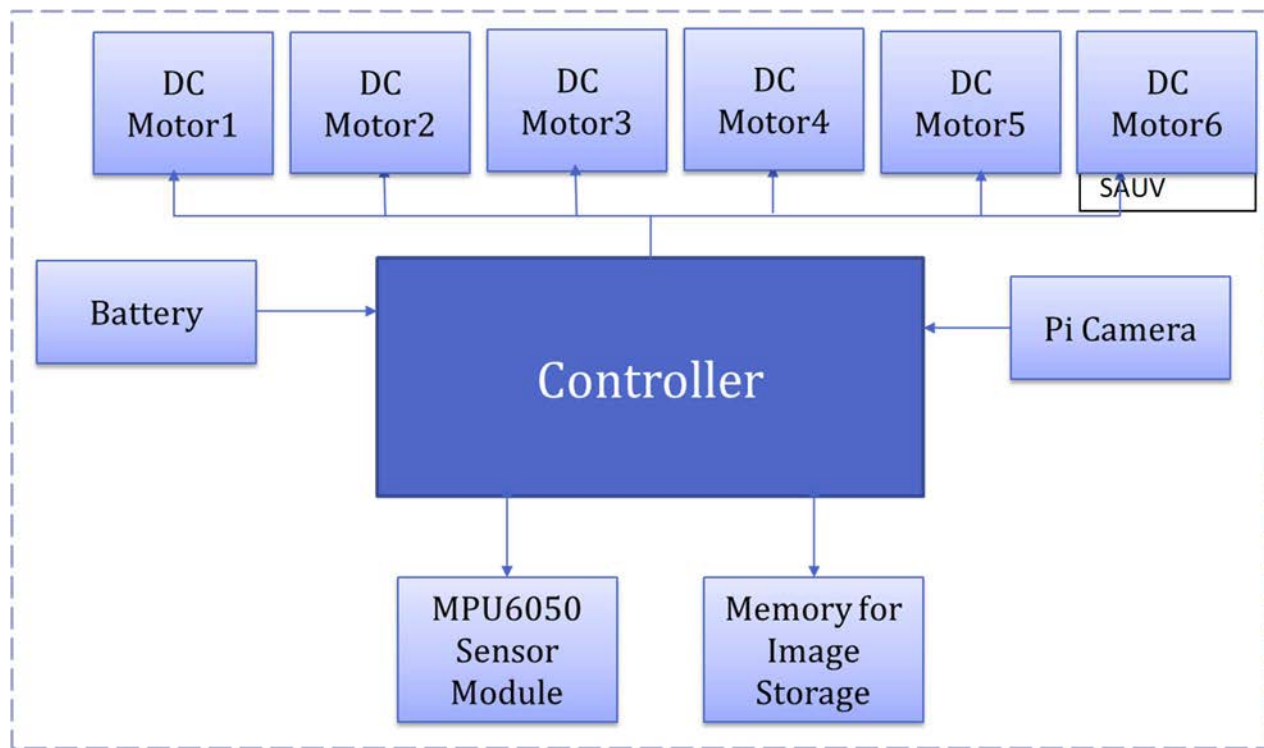 DC
Motor1
DC
Motor2
DC
Motor3
DC
Motor4
DC
Motor5
DC
Motor6
SAUV
Battery
Pi Camera
Controller
MPU6050
Sensor
Module
Memory for
Image
Storage